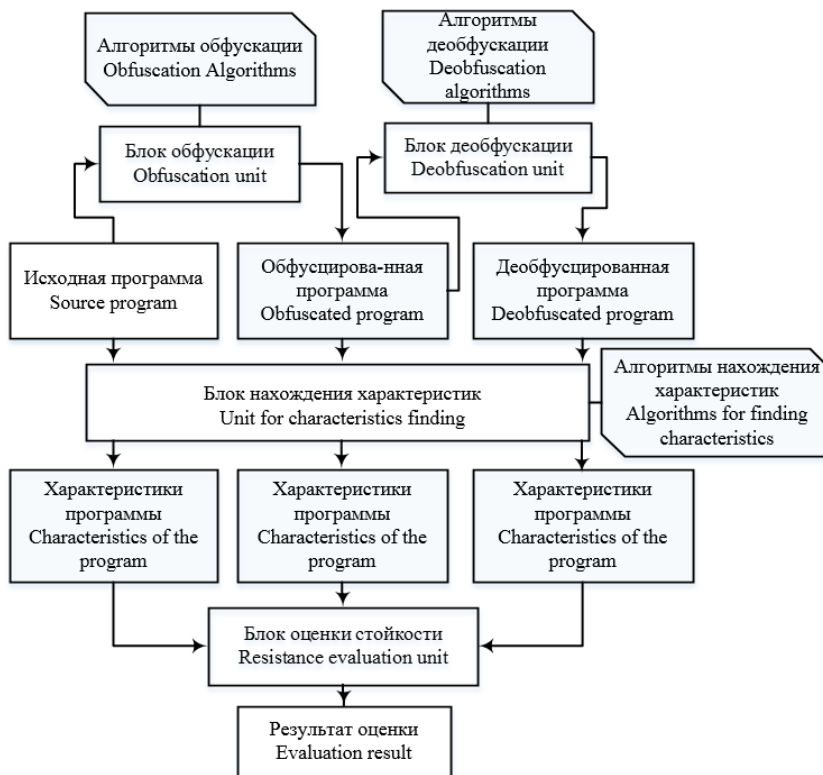 Алгоритмы обфускации
Obfuscation Algorithms
Алгоритмы
деобфускации
Deobfuscation
algorithms
Блок обфускации
Obfuscation unit
Блок деобфускации
Deobfuscation unit
Исходная программа
Source program
Обфусцирова-нная
программа
Obfuscated program
Деобфусцированная
программа
Deobfuscated program
Блок нахождения характеристик
Unit for characteristics finding
Алгоритмы нахождения
характеристик
Algorithms for finding
characteristics
Характеристики
программы
Characteristics of the
program
Характеристики
программы
Characteristics of the
program
Характеристики
программы
Characteristics of the
program
Блок оценки стойкости
Resistance evaluation unit
Результат оценки
Evaluation result